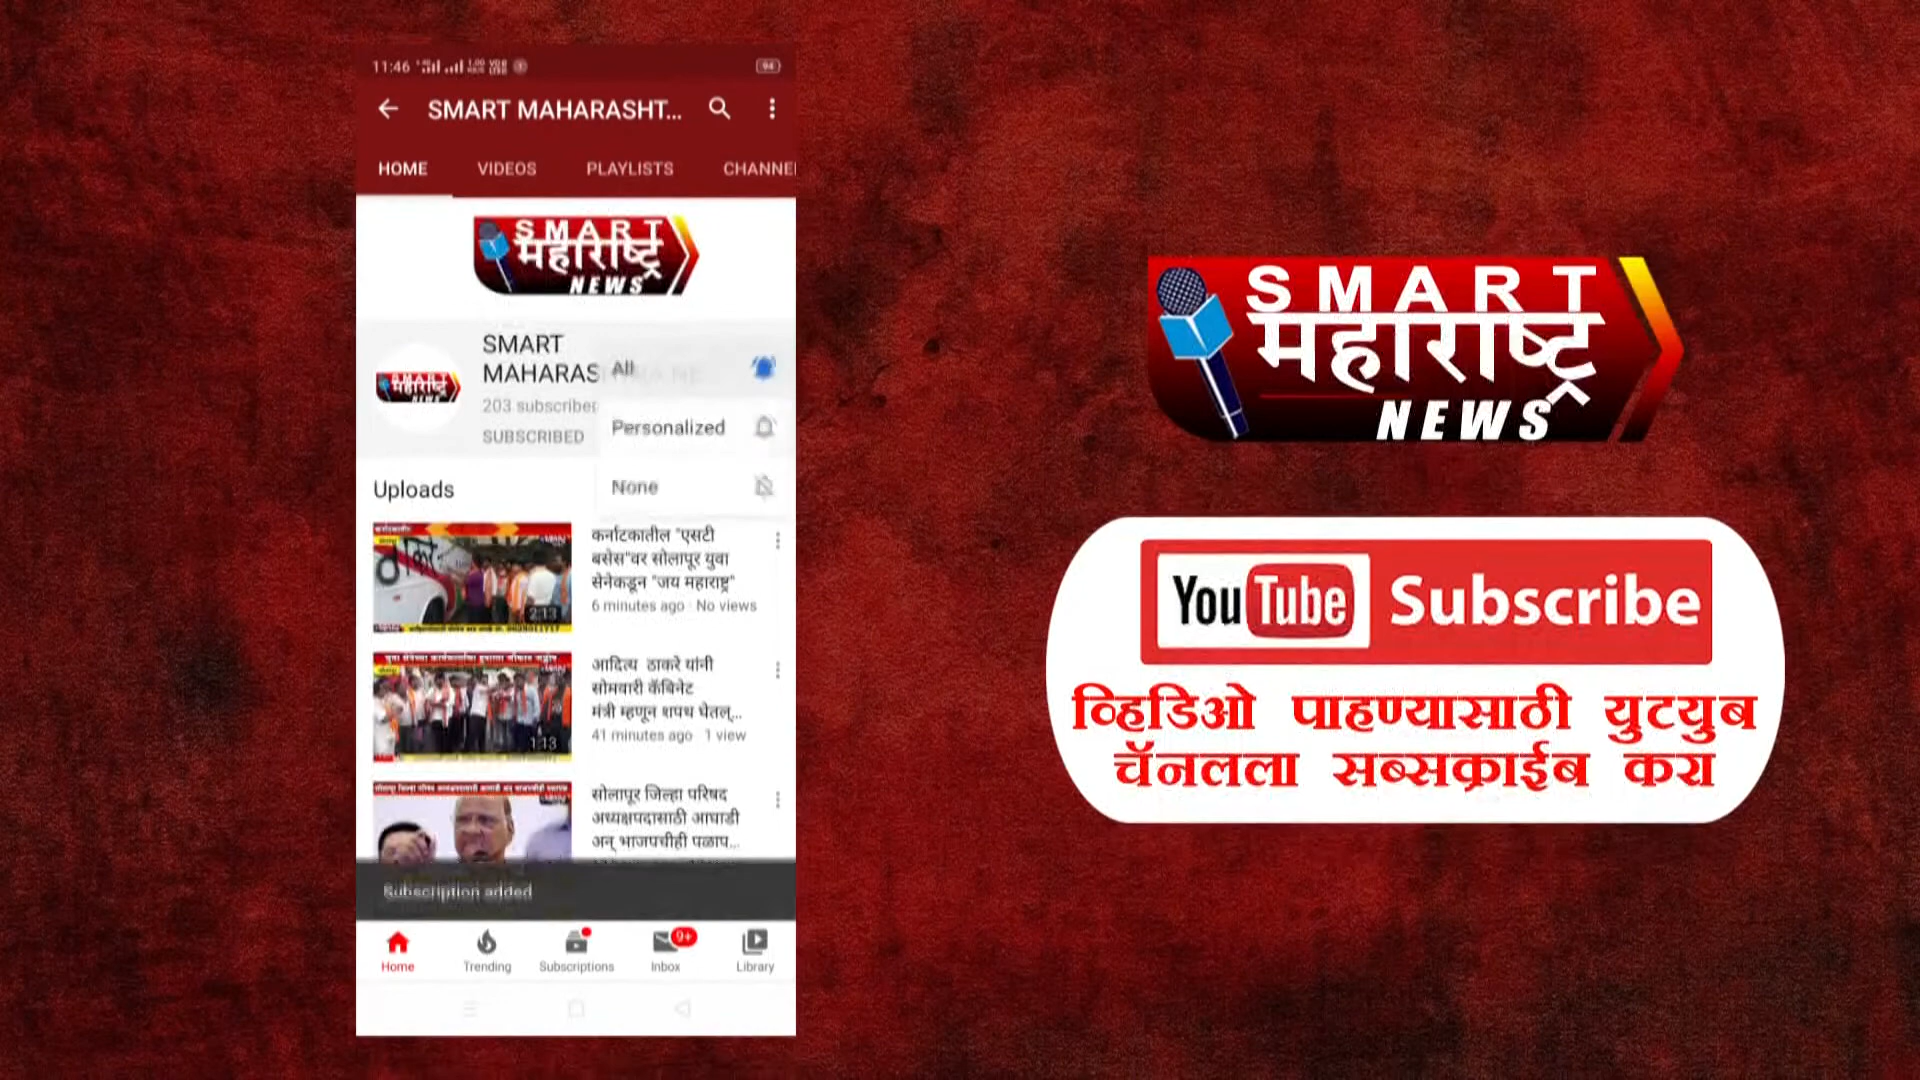 11:46
94
SMART MAHARASHT...
HOME VIDEOS PLAYLISTS CHANNEL
SMART
महाराष्ट्र
NEWS
SMART
MAHARAS
203 subscriber
SUBSCRIBED
All
Personalized
None
Uploads
कर्नाटकातील "एसटी
बसेस"वर सोलापूर युवा
सेनेकडून "जय महाराष्ट्र"
6 minutes ago · No views
2:13
आदित्य ठाकरे यांनी
सोमवारी कॅबिनेट
मंत्री म्हणून शपथ घेतल्...
41 minutes ago · 1 view
1:13
सोलापूर जिल्हा परिषद
अध्यक्षपदासाठी आघाडी
अन् भाजपचीही पळाप...
Subscription added
Home Trending Subscriptions Inbox Library
9+
SMART
महाराष्ट्र
NEWS
YouTube Subscribe
व्हिडिओ पाहण्यासाठी युटयुब
चॅनलला सब्सक्राईब करा